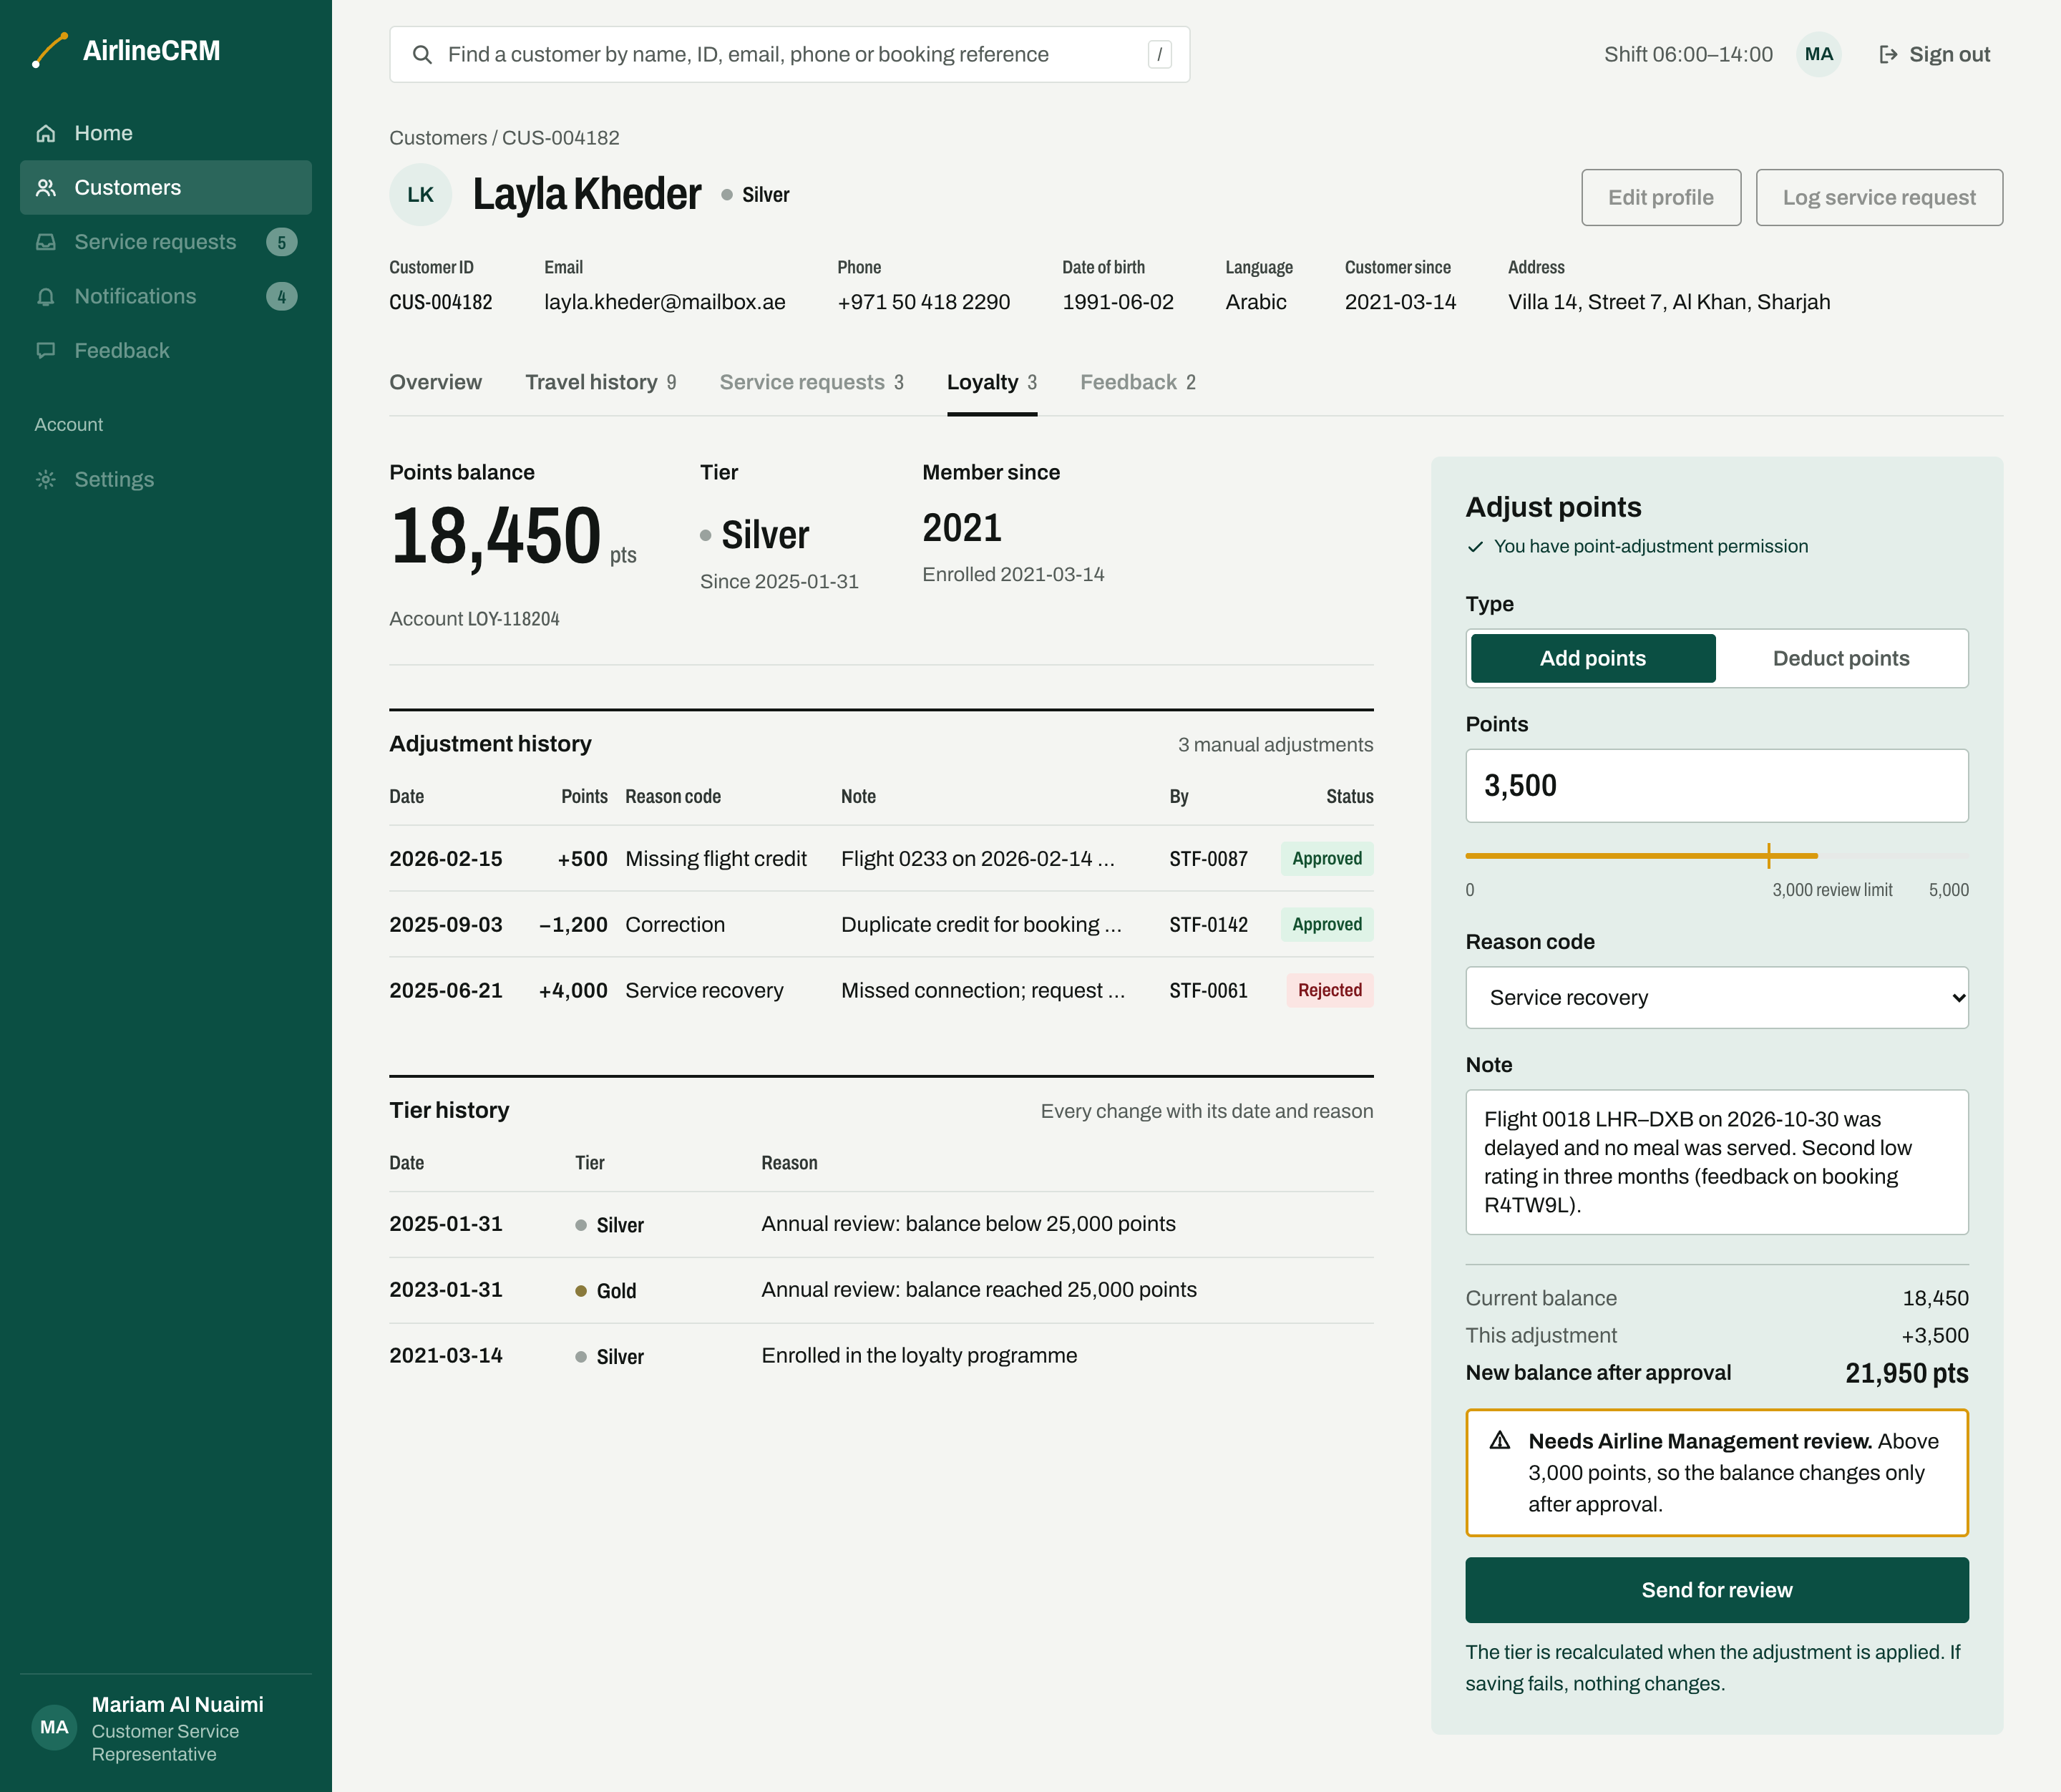 AirlineCRM
Home
Customers
Service requests 5
Notifications 4
Feedback
Account
Settings
MA
Mariam Al Nuaimi
Customer Service
Representative
Find a customer by name, ID, email, phone or booking reference /
Shift 06:00–14:00 MA Sign out
Customers / CUS-004182
LK Layla Kheder Silver
Edit profile Log service request
Customer ID Email Phone Date of birth Language Customer since Address
CUS-004182 layla.kheder@mailbox.ae +971 50 418 2290 1991-06-02 Arabic 2021-03-14 Villa 14, Street 7, Al Khan, Sharjah
Overview Travel history 9 Service requests 3 Loyalty 3 Feedback 2
Points balance Tier Member since
18,450 pts Silver 2021
Since 2025-01-31 Enrolled 2021-03-14
Account LOY-118204
Adjustment history 3 manual adjustments
Date Points Reason code Note By Status
2026-02-15 +500 Missing flight credit Flight 0233 on 2026-02-14 ... STF-0087 Approved
2025-09-03 −1,200 Correction Duplicate credit for booking ... STF-0142 Approved
2025-06-21 +4,000 Service recovery Missed connection; request ... STF-0061 Rejected
Tier history Every change with its date and reason
Date Tier Reason
2025-01-31 Silver Annual review: balance below 25,000 points
2023-01-31 Gold Annual review: balance reached 25,000 points
2021-03-14 Silver Enrolled in the loyalty programme
Adjust points
You have point-adjustment permission
Type
Add points Deduct points
Points
3,500
0 3,000 review limit 5,000
Reason code
Service recovery
Note
Flight 0018 LHR–DXB on 2026-10-30 was
delayed and no meal was served. Second low
rating in three months (feedback on booking
R4TW9L).
Current balance 18,450
This adjustment +3,500
New balance after approval 21,950 pts
Needs Airline Management review. Above
3,000 points, so the balance changes only
after approval.
Send for review
The tier is recalculated when the adjustment is applied. If
saving fails, nothing changes.